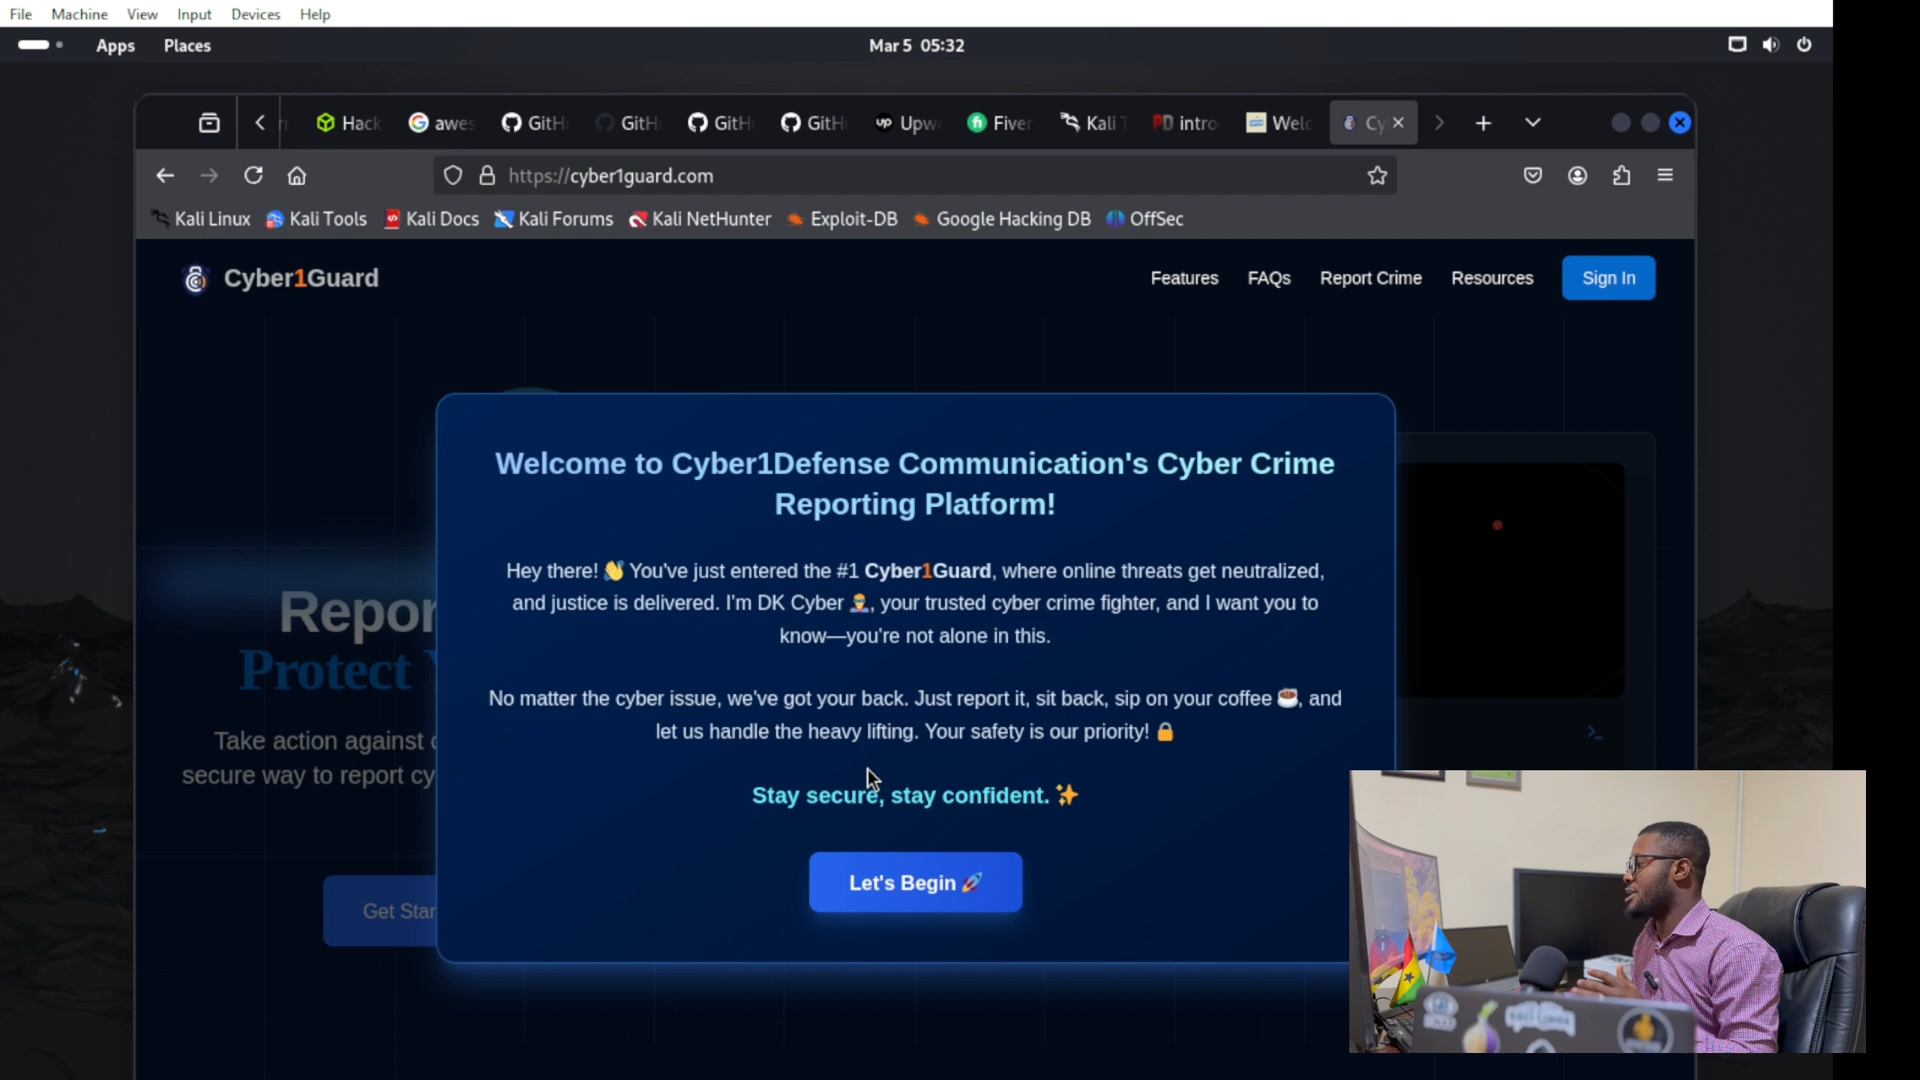 File Machine View Input Devices Help
Apps Places Mar 5 05:32
Hack awes GitH GitH GitH GitH Upw Fiver Kali T intro Welc Cy
https://cyber1guard.com
Kali Linux Kali Tools Kali Docs Kali Forums Kali NetHunter Exploit-DB Google Hacking DB OffSec
Cyber1Guard Features FAQs Report Crime Resources Sign In
Welcome to Cyber1Defense Communication's Cyber Crime
Reporting Platform!
Hey there! 👋 You've just entered the #1 Cyber1Guard, where online threats get neutralized,
and justice is delivered. I'm DK Cyber 🦸‍♂️, your trusted cyber crime fighter, and I want you to
know—you're not alone in this.
No matter the cyber issue, we've got your back. Just report it, sit back, sip on your coffee ☕, and
let us handle the heavy lifting. Your safety is our priority! 🔒
Stay secure, stay confident. ✨
Let's Begin 🚀
Repor
Protect
Take action against
secure way to report cy
Get Star